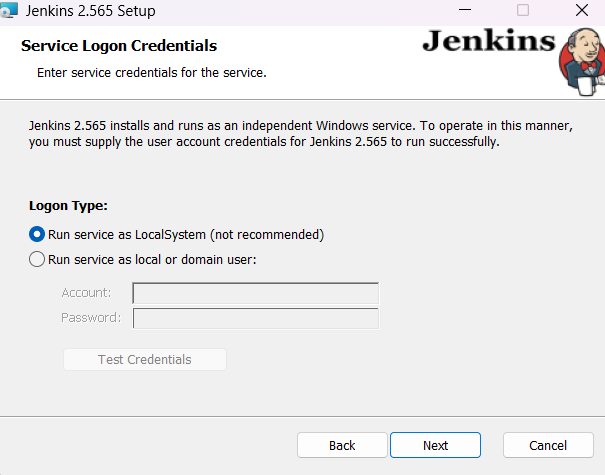 Jenkins 2.565 Setup
Service Logon Credentials
Jenkins
Enter service credentials for the service.
Jenkins 2.565 installs and runs as an independent Windows service. To operate in this manner,
you must supply the user account credentials for Jenkins 2.565 to run successfully.
Logon Type:
Run service as LocalSystem (not recommended)
Run service as local or domain user:
Account:
Password:
Test Credentials
Back
Next
Cancel